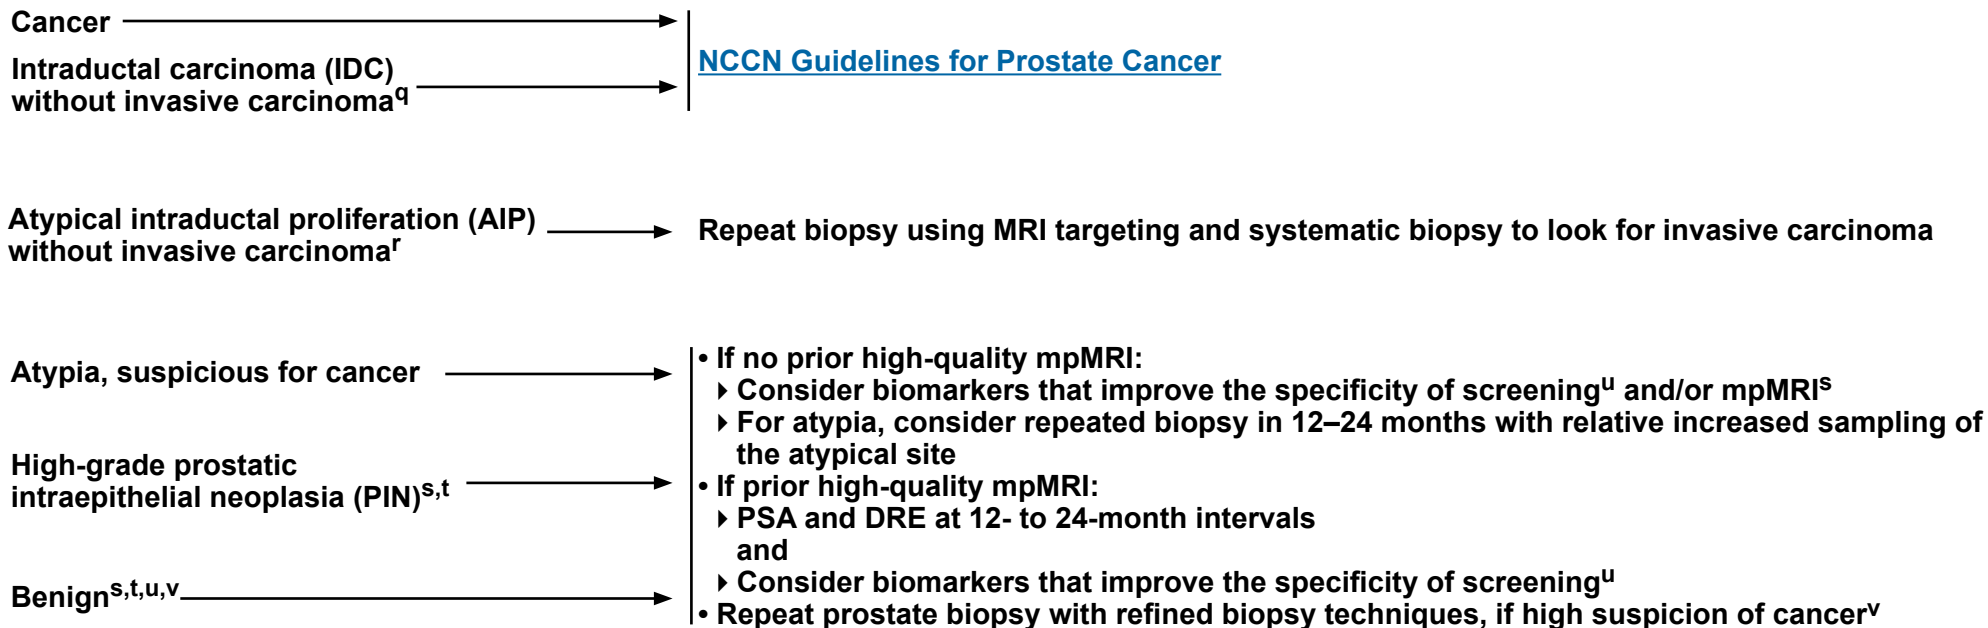 Cancer
Intraductal carcinoma (IDC)
without invasive carcinomaq
NCCN Guidelines for Prostate Cancer
Atypical intraductal proliferation (AIP)
without invasive carcinomar
Repeat biopsy using MRI targeting and systematic biopsy to look for invasive carcinoma
Atypia, suspicious for cancer
High-grade prostatic
intraepithelial neoplasia (PIN)s,t
Benigns,t,u,v
• If no prior high-quality mpMRI:
Consider biomarkers that improve the specificity of screeningu and/or mpMRIs
For atypia, consider repeated biopsy in 12–24 months with relative increased sampling of
the atypical site
• If prior high-quality mpMRI:
PSA and DRE at 12- to 24-month intervals
and
Consider biomarkers that improve the specificity of screeningu
• Repeat prostate biopsy with refined biopsy techniques, if high suspicion of cancerv